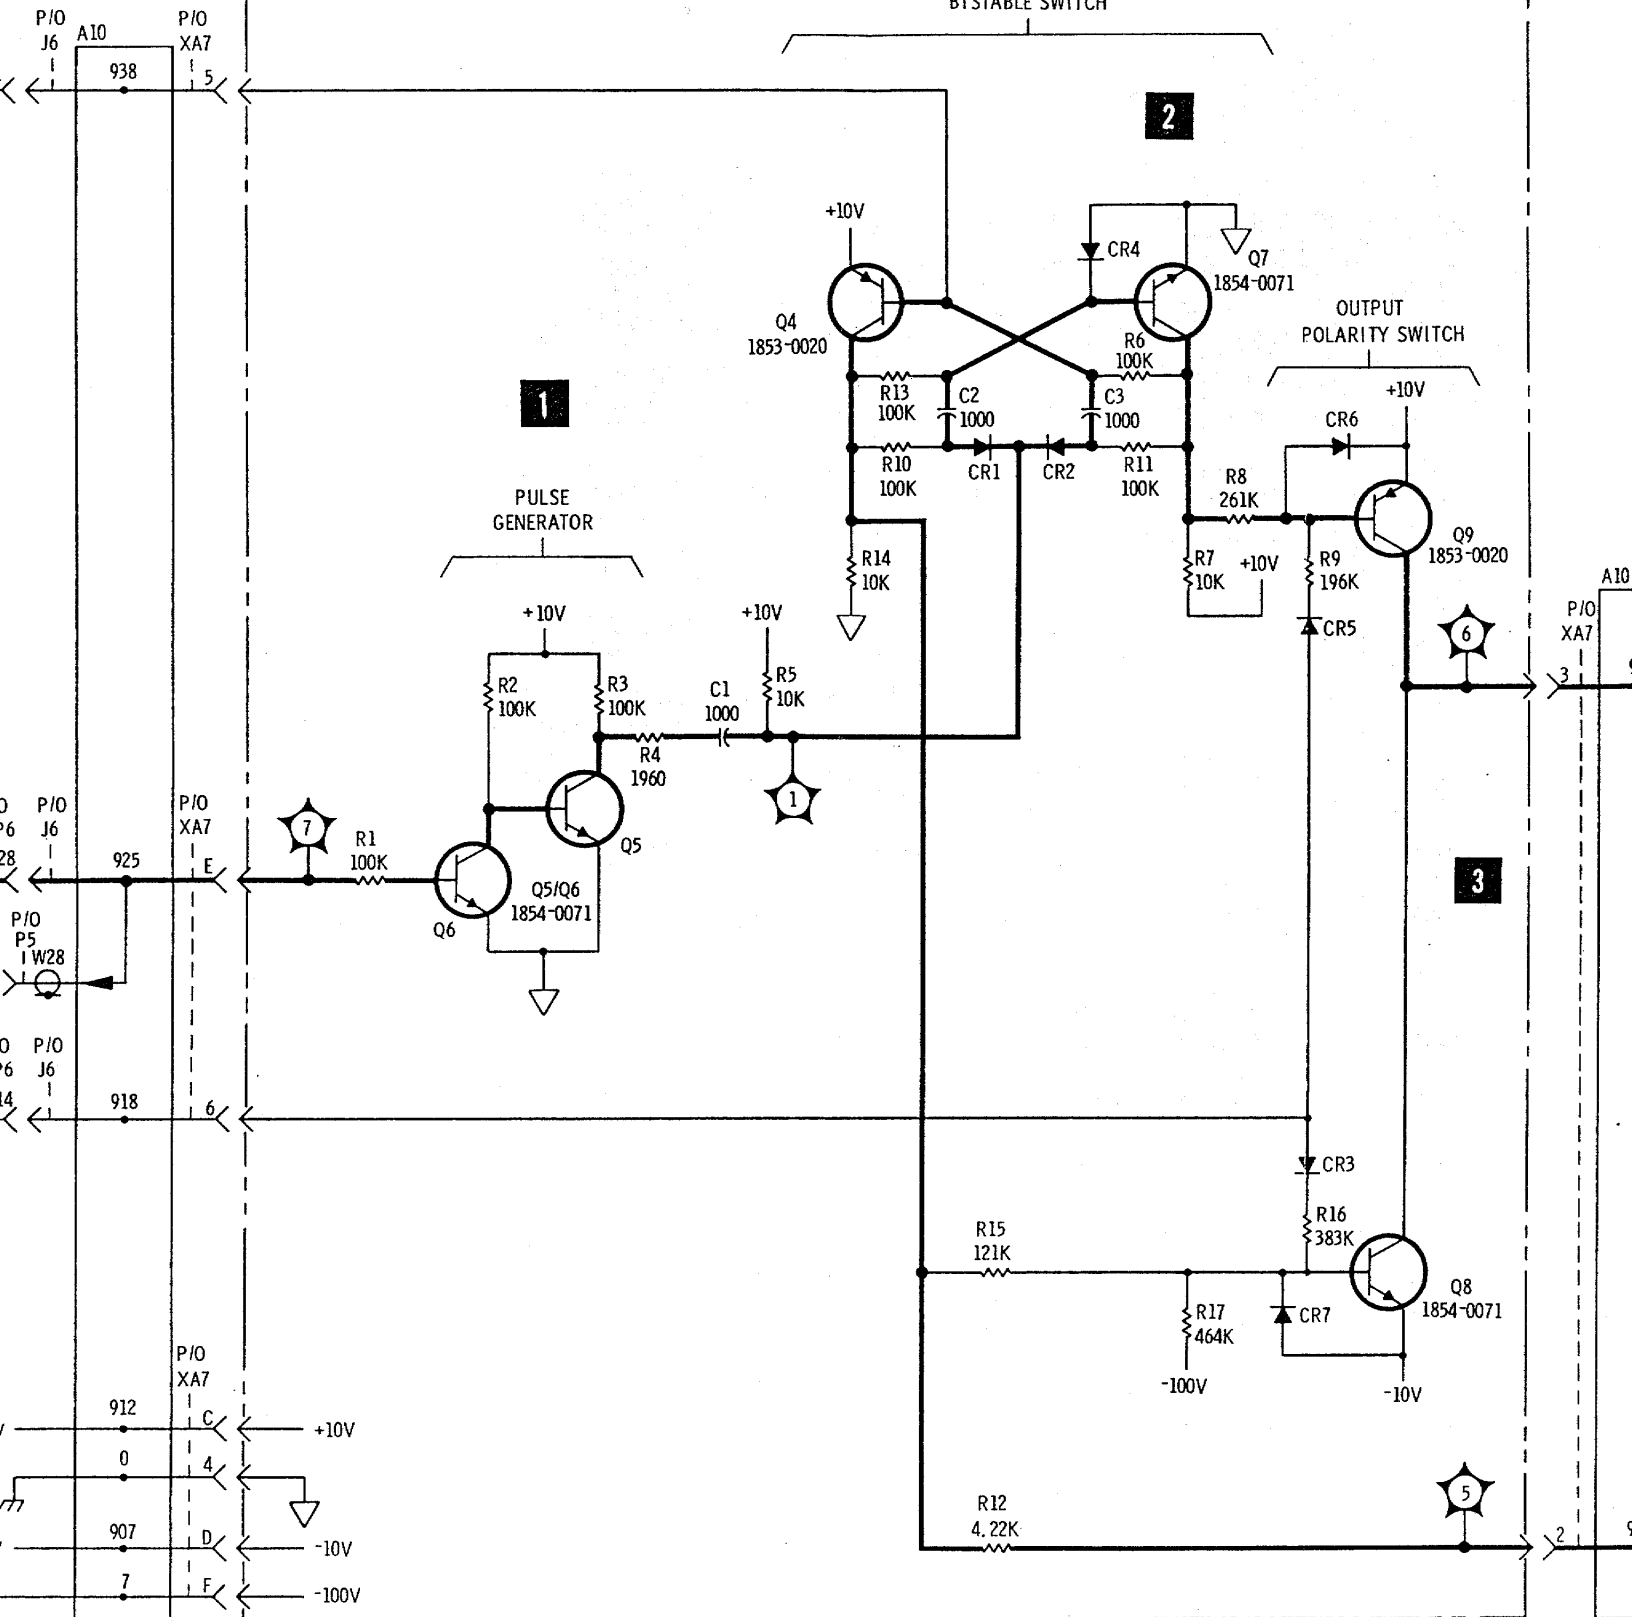 BISTABLE SWITCH
P/O
J6
A10
P/O
XA7
938
5
2
+10V
CR4
Q7
1854-0071
Q4
1853-0020
OUTPUT
POLARITY SWITCH
R6
100K
+10V
R13
100K
C2
1000
C3
1000
CR6
1
R10
100K
CR1
CR2
R11
100K
R8
261K
PULSE
GENERATOR
Q9
1853-0020
R14
10K
R7
10K
+10V
R9
196K
A10
P/O
XA7
+10V
+10V
CR5
6
3
R2
100K
R3
100K
C1
1000
R5
10K
R4
1960
1
P/O
J6
P/O
XA7
7
R1
100K
Q5
28
925
E
Q5/Q6
1854-0071
Q6
3
P/O
P5
W28
P/O
J6
14
918
6
CR3
R16
383K
R15
121K
Q8
1854-0071
R17
464K
CR7
-100V
-10V
P/O
XA7
912
C
+10V
0
4
5
R12
4.22K
907
D
-10V
2
7
F
-100V